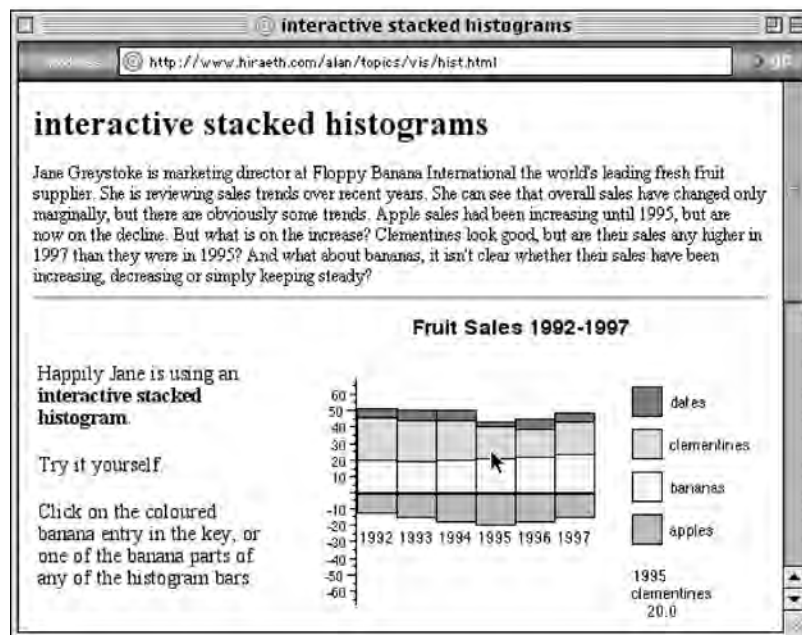 interactive stacked histograms
http://www.hiraeth.com/alan/topics/vis/hist.html
interactive stacked histograms
Jane Greystoke is marketing director at Floppy Banana International the world's leading fresh fruit
supplier. She is reviewing sales trends over recent years. She can see that overall sales have changed only
marginally, but there are obviously some trends. Apple sales had been increasing until 1995, but are
now on the decline. But what is on the increase? Clementines look good, but are their sales any higher in
1997 than they were in 1995? And what about bananas, it isn't clear whether their sales have been
increasing, decreasing or simply keeping steady?
Happily Jane is using an
interactive stacked
histogram.
Try it yourself.
Click on the coloured
banana entry in the key, or
one of the banana parts of
any of the histogram bars
Fruit Sales 1992-1997
60
50
40
30
20
10
-10
-20
-30
-40
-50
-60
1992 1993 1994 1995 1996 1997
dates
clementines
bananas
apples
1995
clementines
20.0